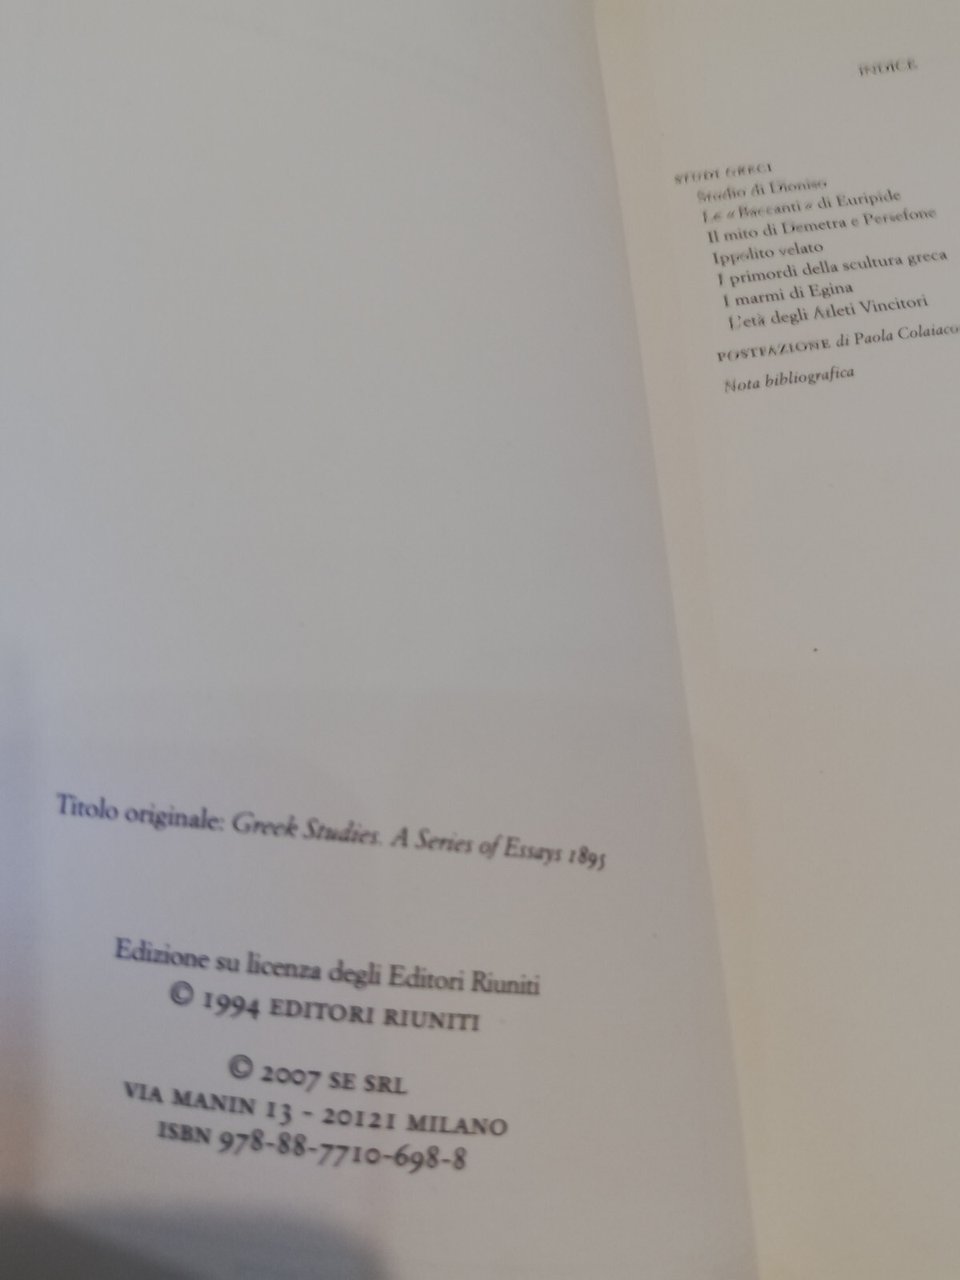 Titolo originale: Greek Studies. A Series of Essays 1895
Edizione su licenza degli Editori Riuniti
© 1994 EDITORI RIUNITI
© 2007 SE SRL
VIA MANIN 13 - 20121 MILANO
ISBN 978-88-7710-698-8
INDICE
STUDI GRECI
Studio di Dioniso
Le «Baccanti» di Euripide
Il mito di Demetra e Persefone
Ippolito velato
I primordi della scultura greca
I marmi di Egina
L'età degli Atleti Vincitori
POSTFAZIONE di Paola Colaiaco
Nota bibliografica